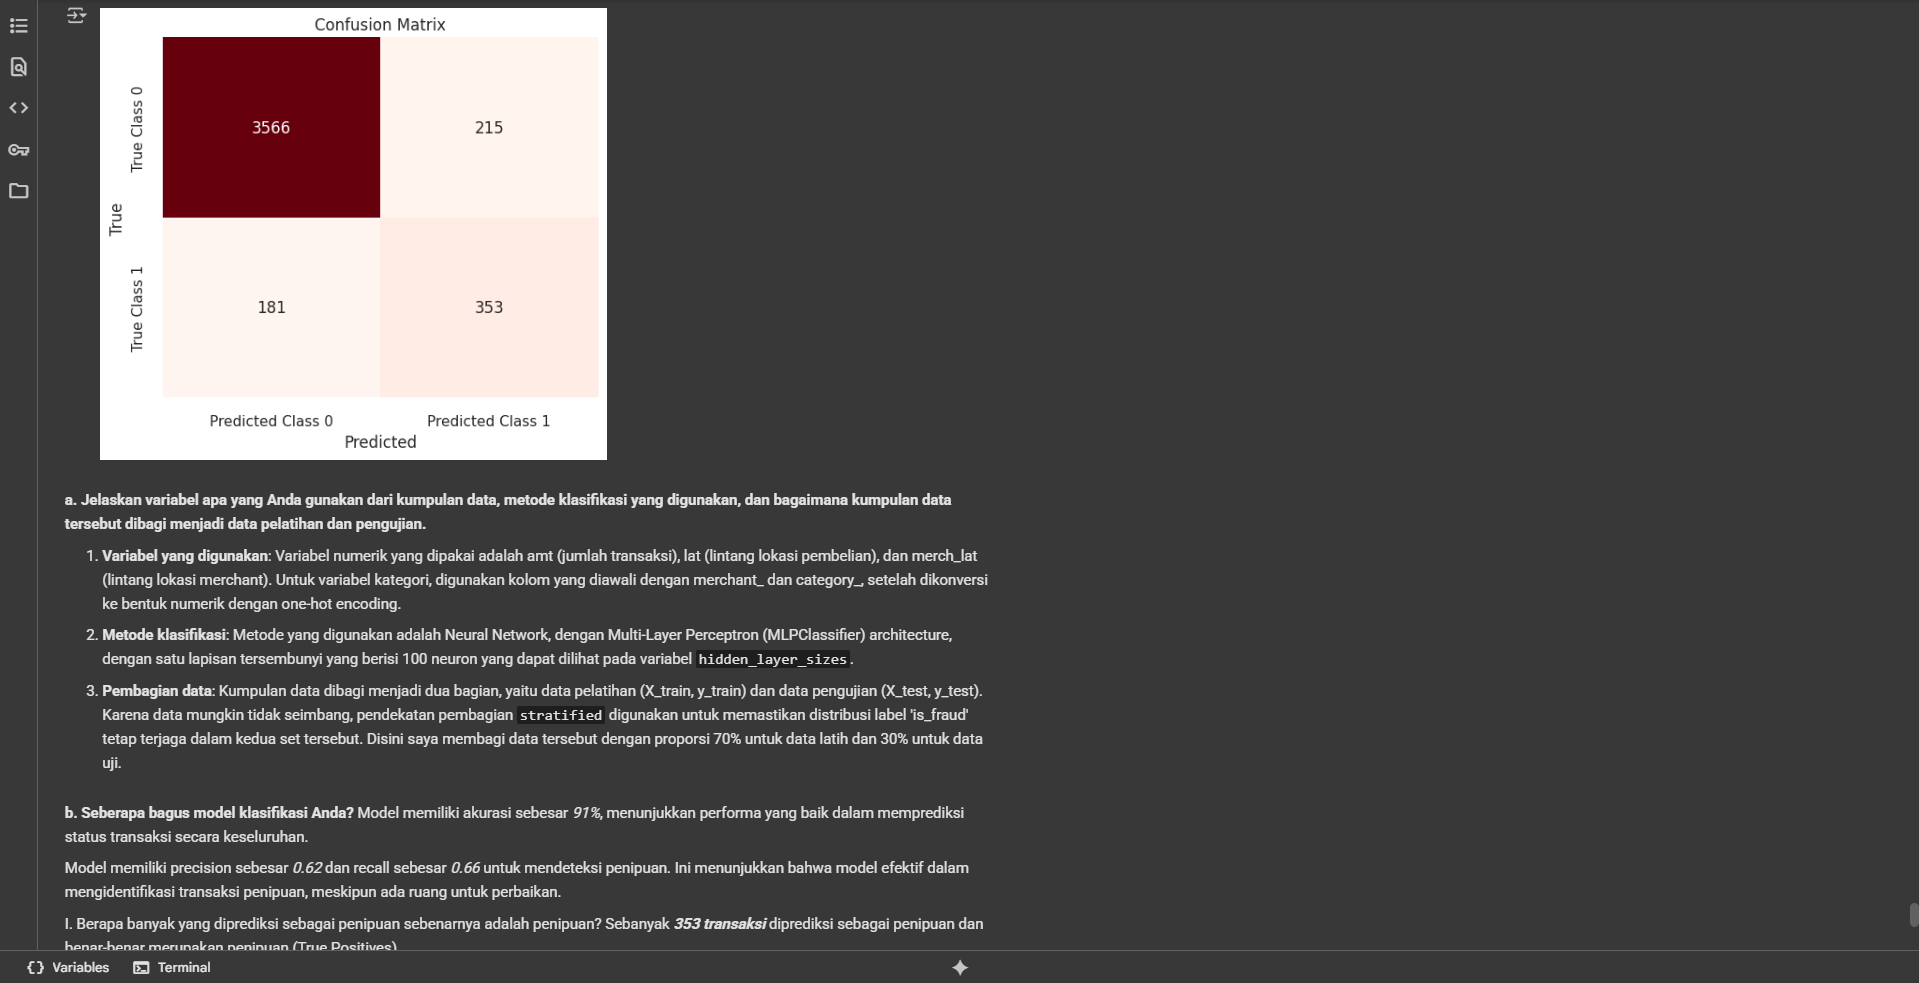 Confusion Matrix
True Class 0
3566
215
True
True Class 1
181
353
Predicted Class 0
Predicted Class 1
Predicted
a. Jelaskan variabel apa yang Anda gunakan dari kumpulan data, metode klasifikasi yang digunakan, dan bagaimana kumpulan data
tersebut dibagi menjadi data pelatihan dan pengujian.
1. Variabel yang digunakan: Variabel numerik yang dipakai adalah amt (jumlah transaksi), lat (lintang lokasi pembelian), dan merch_lat
(lintang lokasi merchant). Untuk variabel kategori, digunakan kolom yang diawali dengan merchant_ dan category_, setelah dikonversi
ke bentuk numerik dengan one-hot encoding.
2. Metode klasifikasi: Metode yang digunakan adalah Neural Network, dengan Multi-Layer Perceptron (MLPClassifier) architecture,
dengan satu lapisan tersembunyi yang berisi 100 neuron yang dapat dilihat pada variabel hidden_layer_sizes.
3. Pembagian data: Kumpulan data dibagi menjadi dua bagian, yaitu data pelatihan (X_train, y_train) dan data pengujian (X_test, y_test).
Karena data mungkin tidak seimbang, pendekatan pembagian stratified digunakan untuk memastikan distribusi label 'is_fraud'
tetap terjaga dalam kedua set tersebut. Disini saya membagi data tersebut dengan proporsi 70% untuk data latih dan 30% untuk data
uji.
b. Seberapa bagus model klasifikasi Anda? Model memiliki akurasi sebesar 91%, menunjukkan performa yang baik dalam memprediksi
status transaksi secara keseluruhan.
Model memiliki precision sebesar 0.62 dan recall sebesar 0.66 untuk mendeteksi penipuan. Ini menunjukkan bahwa model efektif dalam
mengidentifikasi transaksi penipuan, meskipun ada ruang untuk perbaikan.
I. Berapa banyak yang diprediksi sebagai penipuan sebenarnya adalah penipuan? Sebanyak 353 transaksi diprediksi sebagai penipuan dan
benar-benar merupakan penipuan (True Positives)
Variables
Terminal